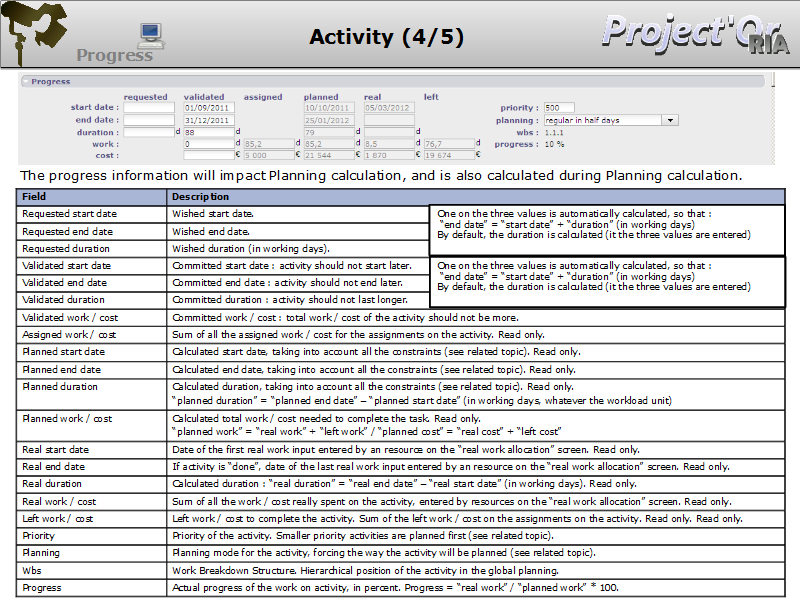 Activity (4/5)
Project'Or
RIA
Progress
Progress
requested validated assigned planned real left
start date : 01/09/2011 10/10/2011 05/03/2012 priority : 500
end date : 31/12/2011 25/01/2012 planning : regular in half days
duration : d 88 d 79 d d wbs : 1.1.1
work : 0 d 85,2 d 85,2 d 8,5 d 76,7 d progress : 10 %
cost : € 5 000 € 21 544 € 1 870 € 19 674 €
The progress information will impact Planning calculation, and is also calculated during Planning calculation.
Field Description
Requested start date Wished start date.
Requested end date Wished end date.
Requested duration Wished duration (in working days).
One on the three values is automatically calculated, so that :
“end date” = “start date” + “duration” (in working days)
By default, the duration is calculated (it the three values are entered)
Validated start date Committed start date : activity should not start later.
Validated end date Committed end date : activity should not end later.
Validated duration Committed duration : activity should not last longer.
One on the three values is automatically calculated, so that :
“end date” = “start date” + “duration” (in working days)
By default, the duration is calculated (it the three values are entered)
Validated work / cost Committed work / cost : total work / cost of the activity should not be more.
Assigned work / cost Sum of all the assigned work / cost for the assignments on the activity. Read only.
Planned start date Calculated start date, taking into account all the constraints (see related topic). Read only.
Planned end date Calculated end date, taking into account all the constraints (see related topic). Read only.
Planned duration Calculated duration, taking into account all the constraints (see related topic). Read only.
“planned duration” = “planned end date” – “planned start date” (in working days, whatever the workload unit)
Planned work / cost Calculated total work / cost needed to complete the task. Read only.
“planned work” = “real work” + “left work” / “planned cost” = “real cost” + “left cost”
Real start date Date of the first real work input entered by an resource on the “real work allocation” screen. Read only.
Real end date If activity is “done”, date of the last real work input entered by an resource on the “real work allocation” screen. Read only.
Real duration Calculated duration : “real duration” = “real end date” – “real start date” (in working days). Read only.
Real work / cost Sum of all the work / cost really spent on the activity, entered by resources on the “real work allocation” screen. Read only.
Left work / cost Left work / cost to complete the activity. Sum of the left work / cost on the assignments on the activity. Read only. Read only.
Priority Priority of the activity. Smaller priority activities are planned first (see related topic).
Planning Planning mode for the activity, forcing the way the activity will be planned (see related topic).
Wbs Work Breakdown Structure. Hierarchical position of the activity in the global planning.
Progress Actual progress of the work on activity, in percent. Progress = “real work” / “planned work” * 100.